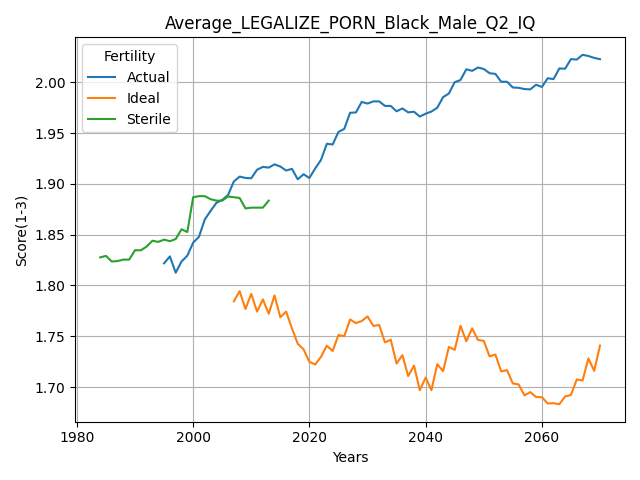 Average_LEGALIZE_PORN_Black_Male_Q2_IQ
Fertility
Actual
Ideal
Sterile
Score(1-3)
2.00
1.95
1.90
1.85
1.80
1.75
1.70
1980
2000
2020
2040
2060
Years